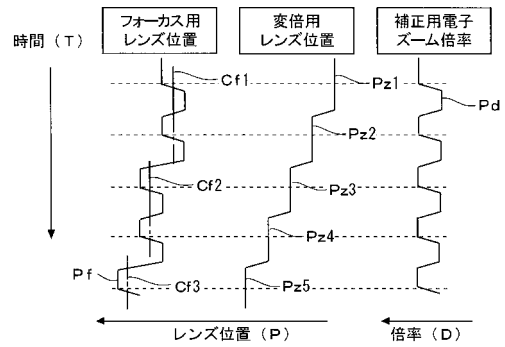 フォーカス用
レンズ位置
変倍用
レンズ位置
補正用電子
ズーム倍率
時間(T)
Cf1
Pz1
Pd
Pz2
Cf2
Pz3
Pz4
Pf
Cf3
Pz5
レンズ位置(P)
倍率(D)